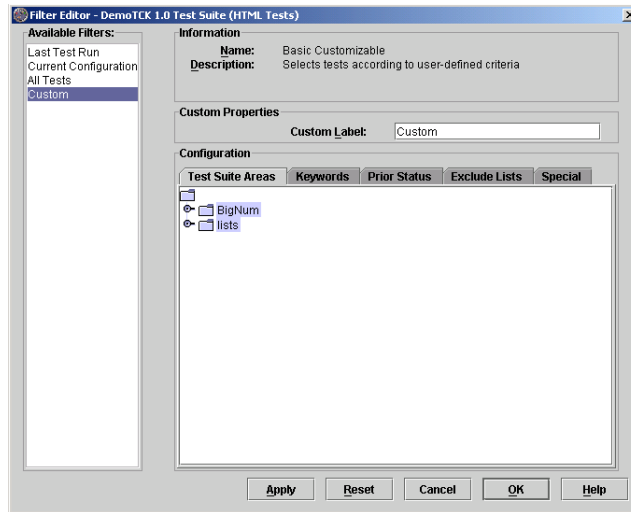 Filter Editor - DemoTCK 1.0 Test Suite (HTML Tests)
Available Filters:
Last Test Run
Current Configuration
All Tests
Custom
Information
Name: Basic Customizable
Description: Selects tests according to user-defined criteria
Custom Properties
Custom Label: Custom
Configuration
Test Suite Areas Keywords Prior Status Exclude Lists Special
BigNum
lists
Apply Reset Cancel OK Help